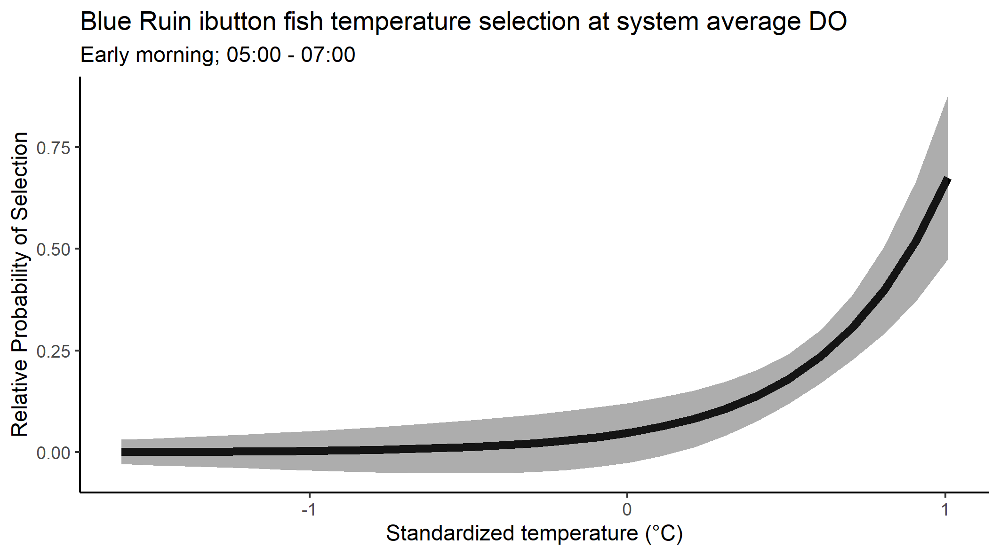 Blue Ruin ibutton fish temperature selection at system average DO
Early morning; 05:00 - 07:00
Relative Probability of Selection
0.75
0.50
0.25
0.00
-1
0
1
Standardized temperature (°C)